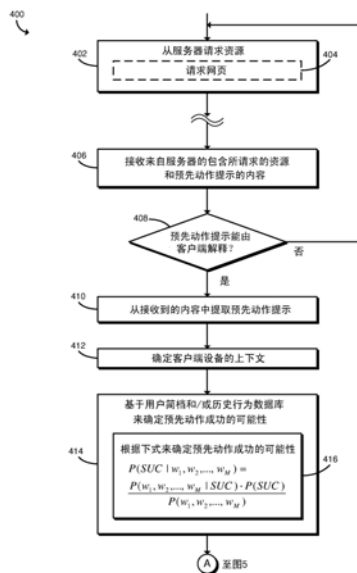 400
402
从服务器请求资源
请求网页
404
406
接收来自服务器的包含所请求的资源
和预先动作提示的内容
408
预先动作提示能由
客户端解释？
否
是
410
从接收到的内容中提取预先动作提示
412
确定客户端设备的上下文
基于用户简档和/或历史行为数据库
来确定预先动作成功的可能性
414
根据下式来确定预先动作成功的可能性
416
P(SUC | w₁, w₂,..., w_M) =
P(w₁, w₂,..., w_M | SUC) · P(SUC)
P(w₁, w₂,..., w_M)
A 至图5